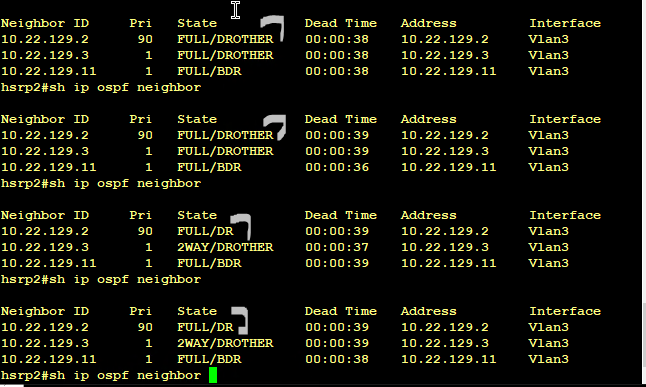 Neighbor ID Pri State Dead Time Address Interface
10.22.129.2 90 FULL/DROTHER 00:00:38 10.22.129.2 Vlan3
10.22.129.3 1 FULL/DROTHER 00:00:38 10.22.129.3 Vlan3
10.22.129.11 1 FULL/BDR 00:00:38 10.22.129.11 Vlan3
hsrp2#sh ip ospf neighbor
Neighbor ID Pri State Dead Time Address Interface
10.22.129.2 90 FULL/DROTHER 00:00:39 10.22.129.2 Vlan3
10.22.129.3 1 FULL/DROTHER 00:00:39 10.22.129.3 Vlan3
10.22.129.11 1 FULL/BDR 00:00:36 10.22.129.11 Vlan3
hsrp2#sh ip ospf neighbor
Neighbor ID Pri State Dead Time Address Interface
10.22.129.2 90 FULL/DR 00:00:39 10.22.129.2 Vlan3
10.22.129.3 1 2WAY/DROTHER 00:00:37 10.22.129.3 Vlan3
10.22.129.11 1 FULL/BDR 00:00:39 10.22.129.11 Vlan3
hsrp2#sh ip ospf neighbor
Neighbor ID Pri State Dead Time Address Interface
10.22.129.2 90 FULL/DR 00:00:39 10.22.129.2 Vlan3
10.22.129.3 1 2WAY/DROTHER 00:00:39 10.22.129.3 Vlan3
10.22.129.11 1 FULL/BDR 00:00:38 10.22.129.11 Vlan3
hsrp2#sh ip ospf neighbor